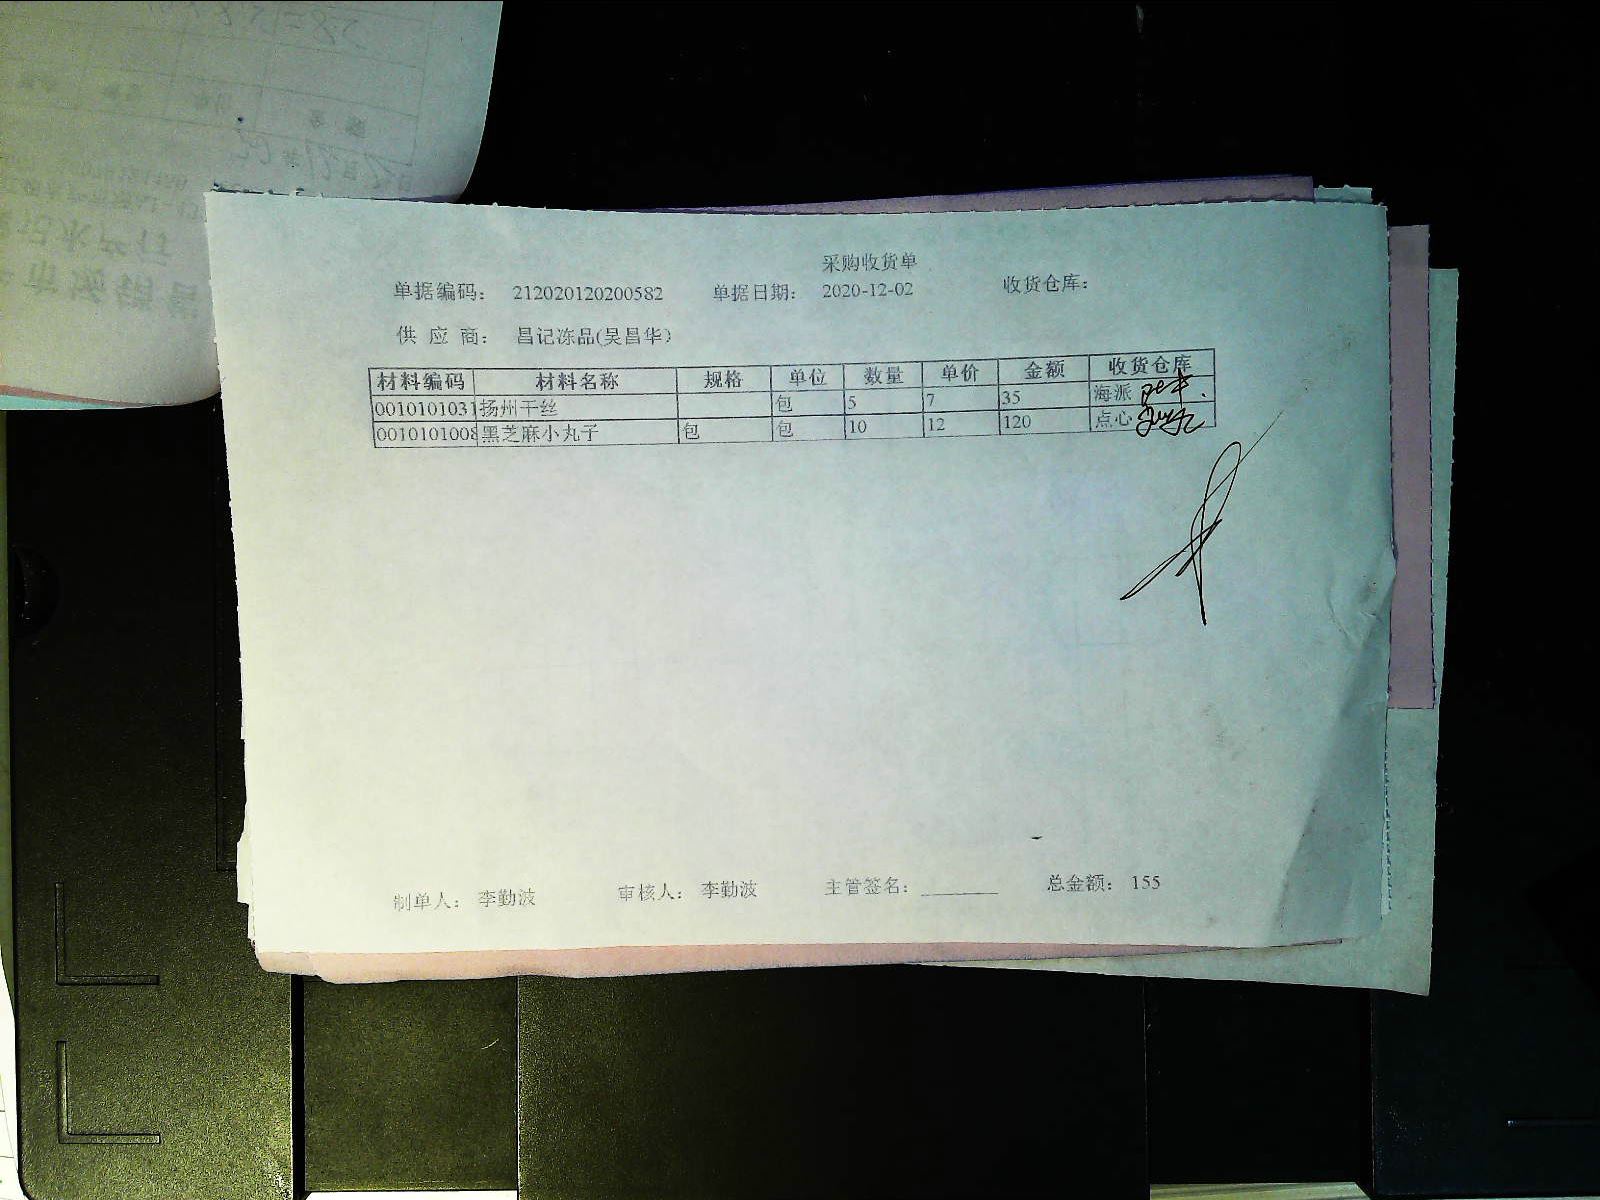 采购收货单
单据编码： 212020120200582 单据日期： 2020-12-02 收货仓库：
供 应 商： 昌记冻品(吴昌华)
材料编码 材料名称 规格 单位 数量 单价 金额 收货仓库
0010101031 扬州干丝 包 5 7 35 海派
0010101008 黑芝麻小丸子 包 包 10 12 120 点心
制单人： 李勤波 审核人： 李勤波 主管签名： 总金额： 155